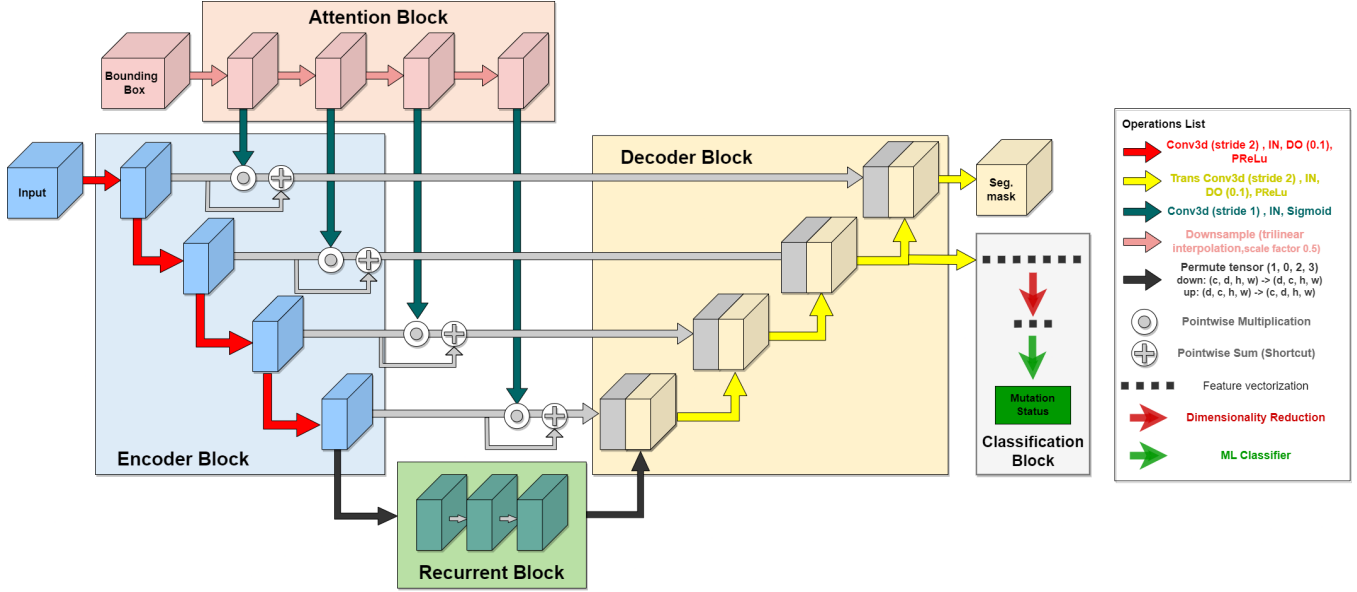 Attention Block
Bounding
Box
Input
Encoder Block
Recurrent Block
Decoder Block
Seg.
mask
Mutation
Status
Classification
Block
Operations List
Conv3d (stride 2) , IN, DO (0.1),
PReLu
Trans Conv3d (stride 2) , IN,
DO (0.1), PReLu
Conv3d (stride 1) , IN, Sigmoid
Downsample (trilinear
interpolation,scale factor 0.5)
Permute tensor (1, 0, 2, 3)
down: (c, d, h, w) -> (d, c, h, w)
up: (d, c, h, w) -> (c, d, h, w)
Pointwise Multiplication
Pointwise Sum (Shortcut)
Feature vectorization
Dimensionality Reduction
ML Classifier